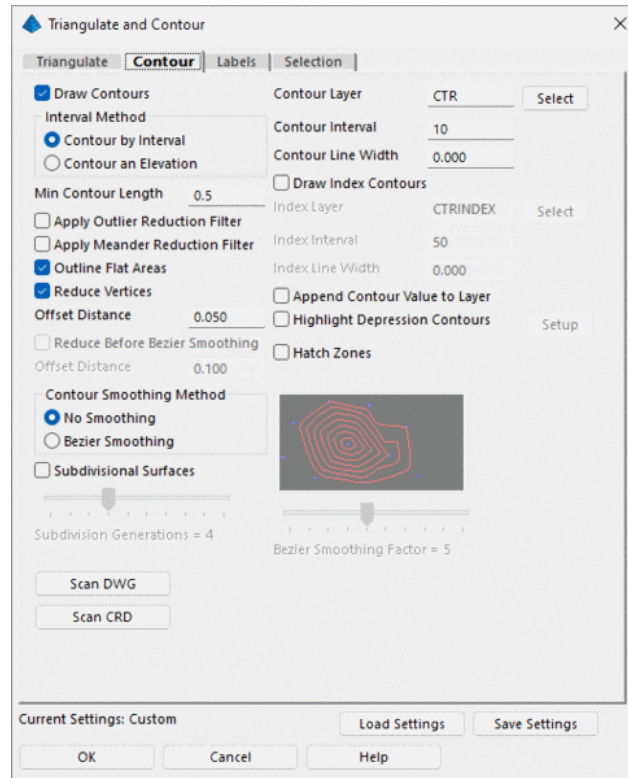 Triangulate and Contour
Triangulate Contour Labels Selection
Draw Contours
Interval Method
Contour by Interval
Contour an Elevation
Min Contour Length 0.5
Apply Outlier Reduction Filter
Apply Meander Reduction Filter
Outline Flat Areas
Reduce Vertices
Offset Distance 0.050
Reduce Before Bezier Smoothing
Offset Distance 0.100
Contour Smoothing Method
No Smoothing
Bezier Smoothing
Subdivisional Surfaces
Subdivision Generations = 4
Scan DWG
Scan CRD
Contour Layer CTR Select
Contour Interval 10
Contour Line Width 0.000
Draw Index Contours
Index Layer CTRINDEX Select
Index Interval 50
Index Line Width 0.000
Append Contour Value to Layer
Highlight Depression Contours Setup
Hatch Zones
Bezier Smoothing Factor = 5
Current Settings: Custom Load Settings Save Settings
OK Cancel Help